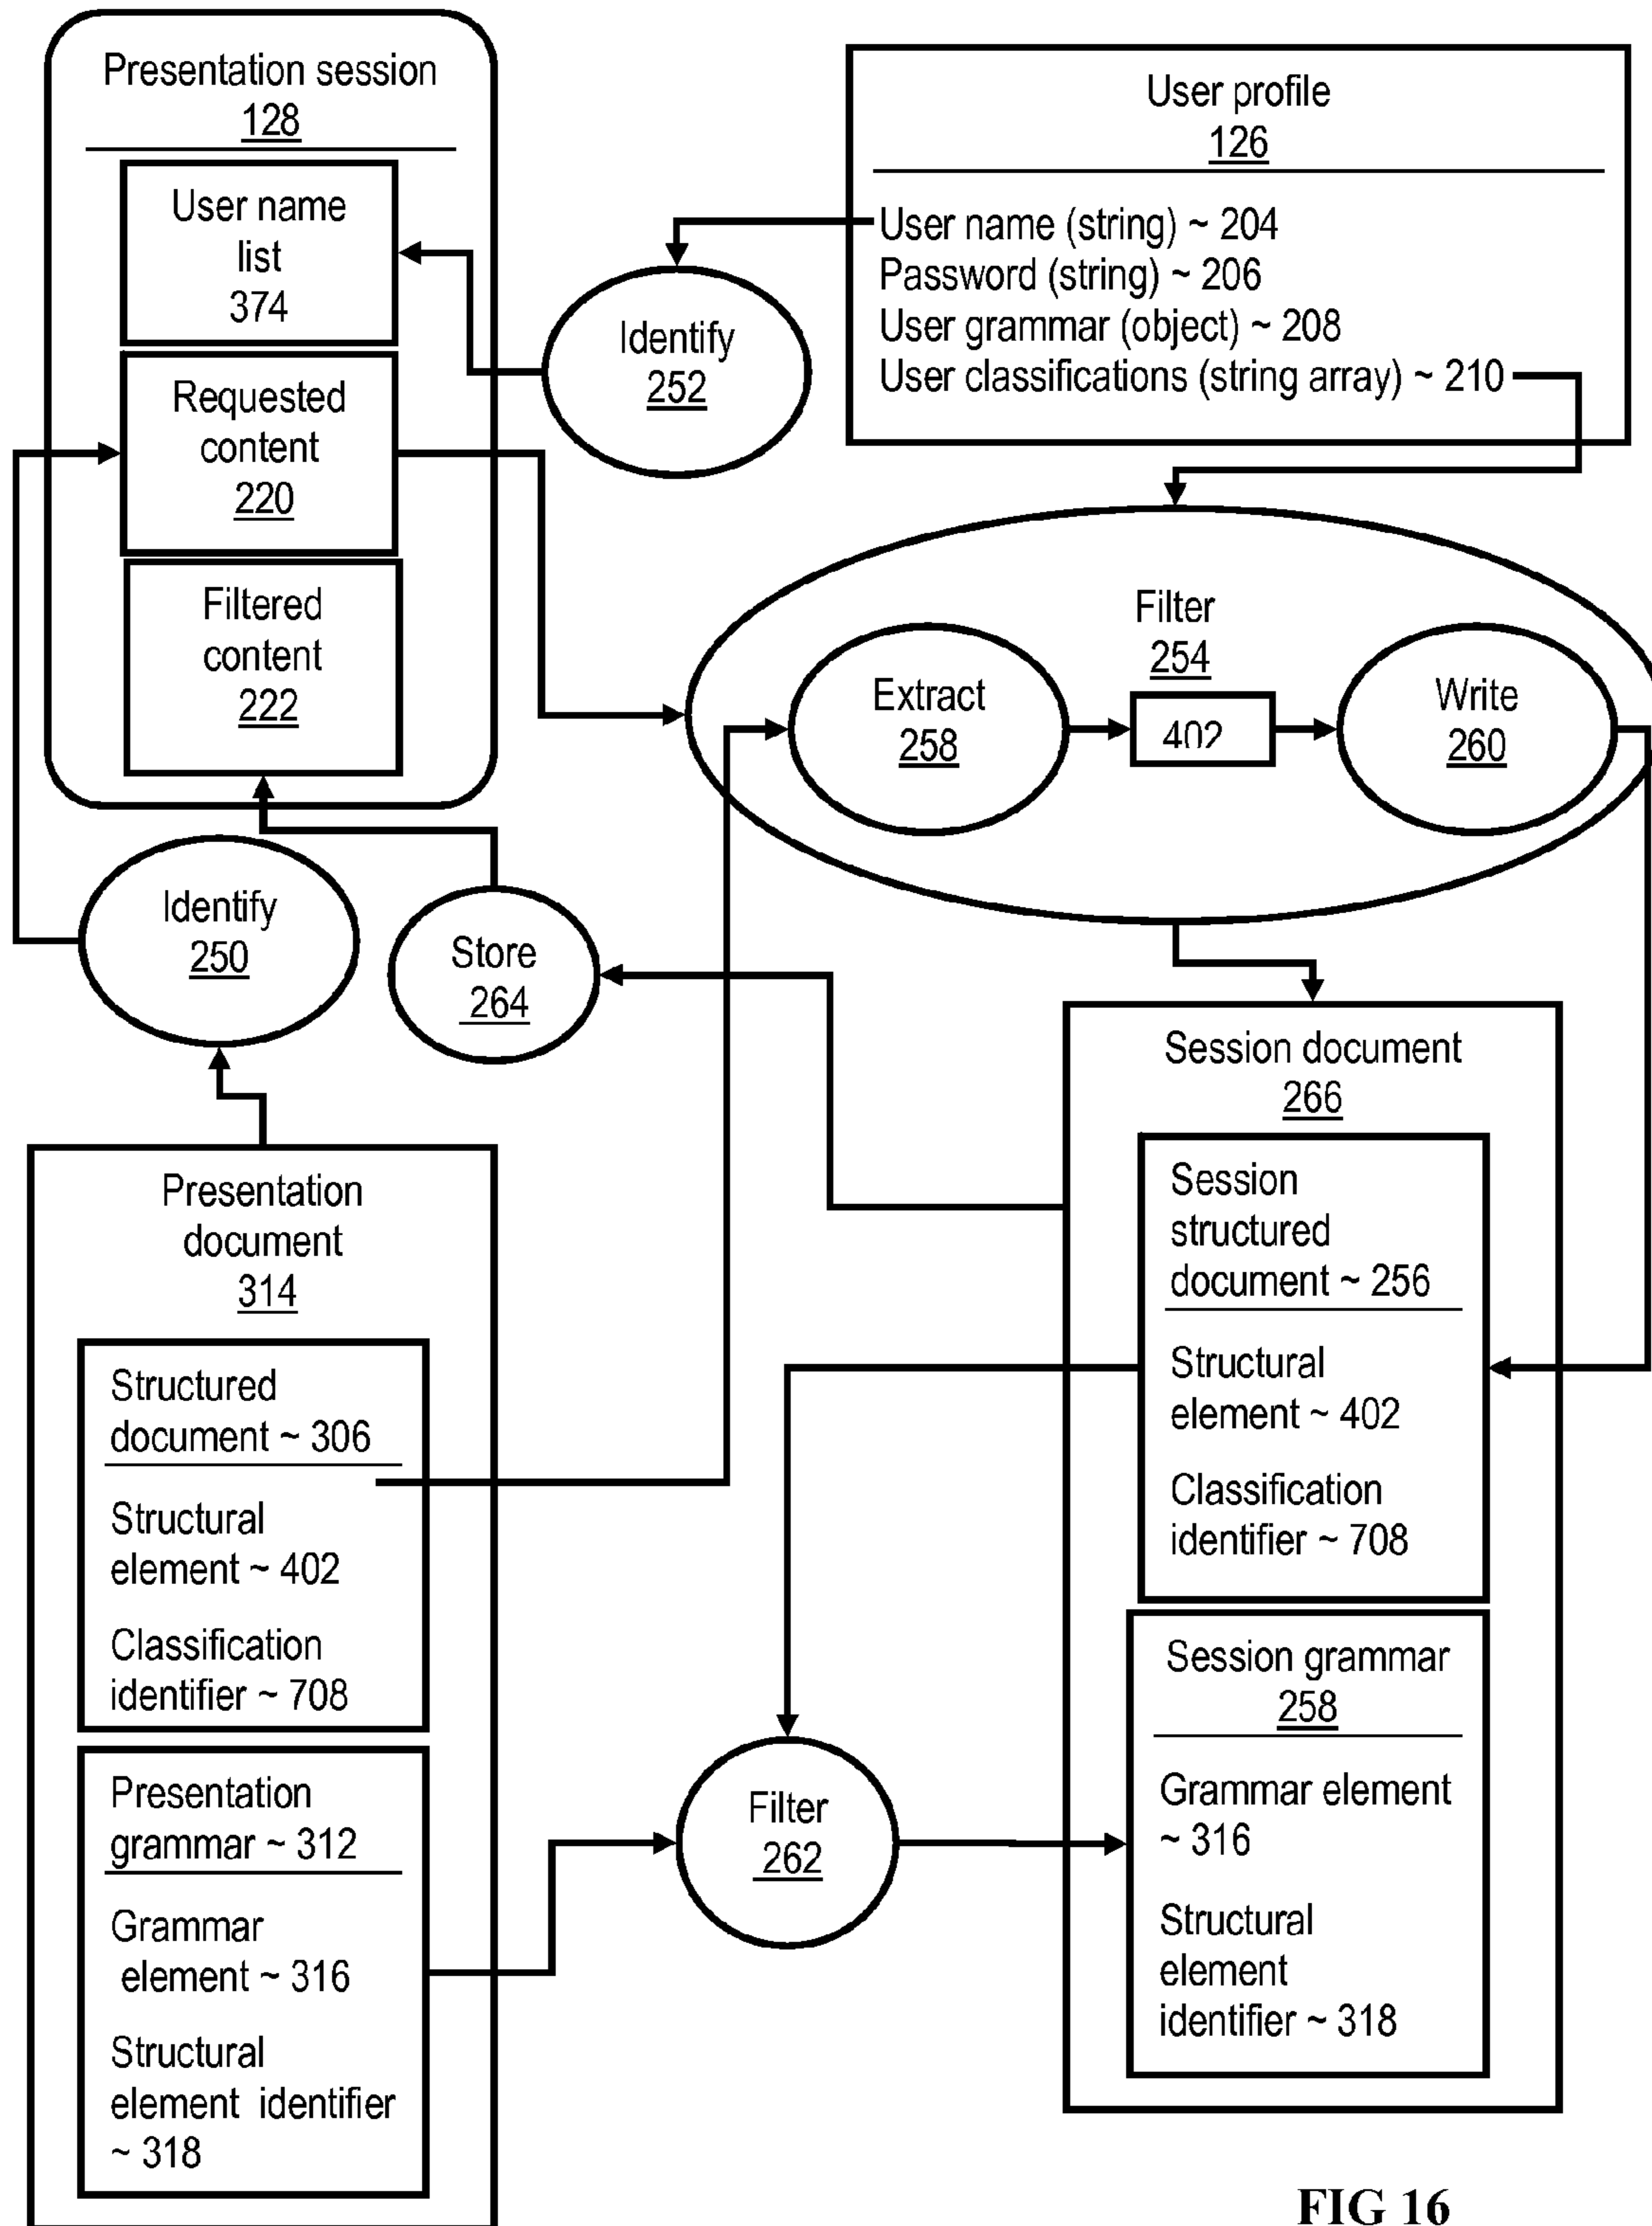 Presentation session
128
User name
list
374
Requested
content
220
Filtered
content
222
User profile
126
User name (string) ~ 204
Password (string) ~ 206
User grammar (object) ~ 208
User classifications (string array) ~ 210
Identify
252
Filter
254
Extract
258
402
Write
260
Identify
250
Store
264
Session document
266
Session
structured
document ~ 256
Structural
element ~ 402
Classification
identifier ~ 708
Session grammar
258
Grammar element
~ 316
Structural
element
identifier ~ 318
Presentation
document
314
Structured
document ~ 306
Structural
element ~ 402
Classification
identifier ~ 708
Presentation
grammar ~ 312
Grammar
element ~ 316
Structural
element identifier
~ 318
Filter
262
FIG 16